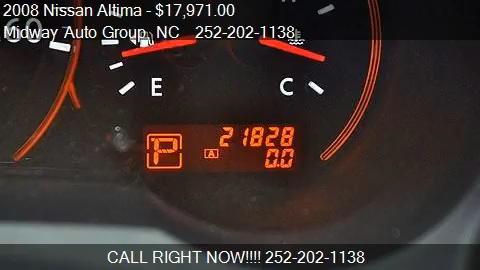 2008 Nissan Altima - $17,971.00
Midway Auto Group, NC 252-202-1138
60
E
C
P
21828
A
0.0
CALL RIGHT NOW!!!! 252-202-1138